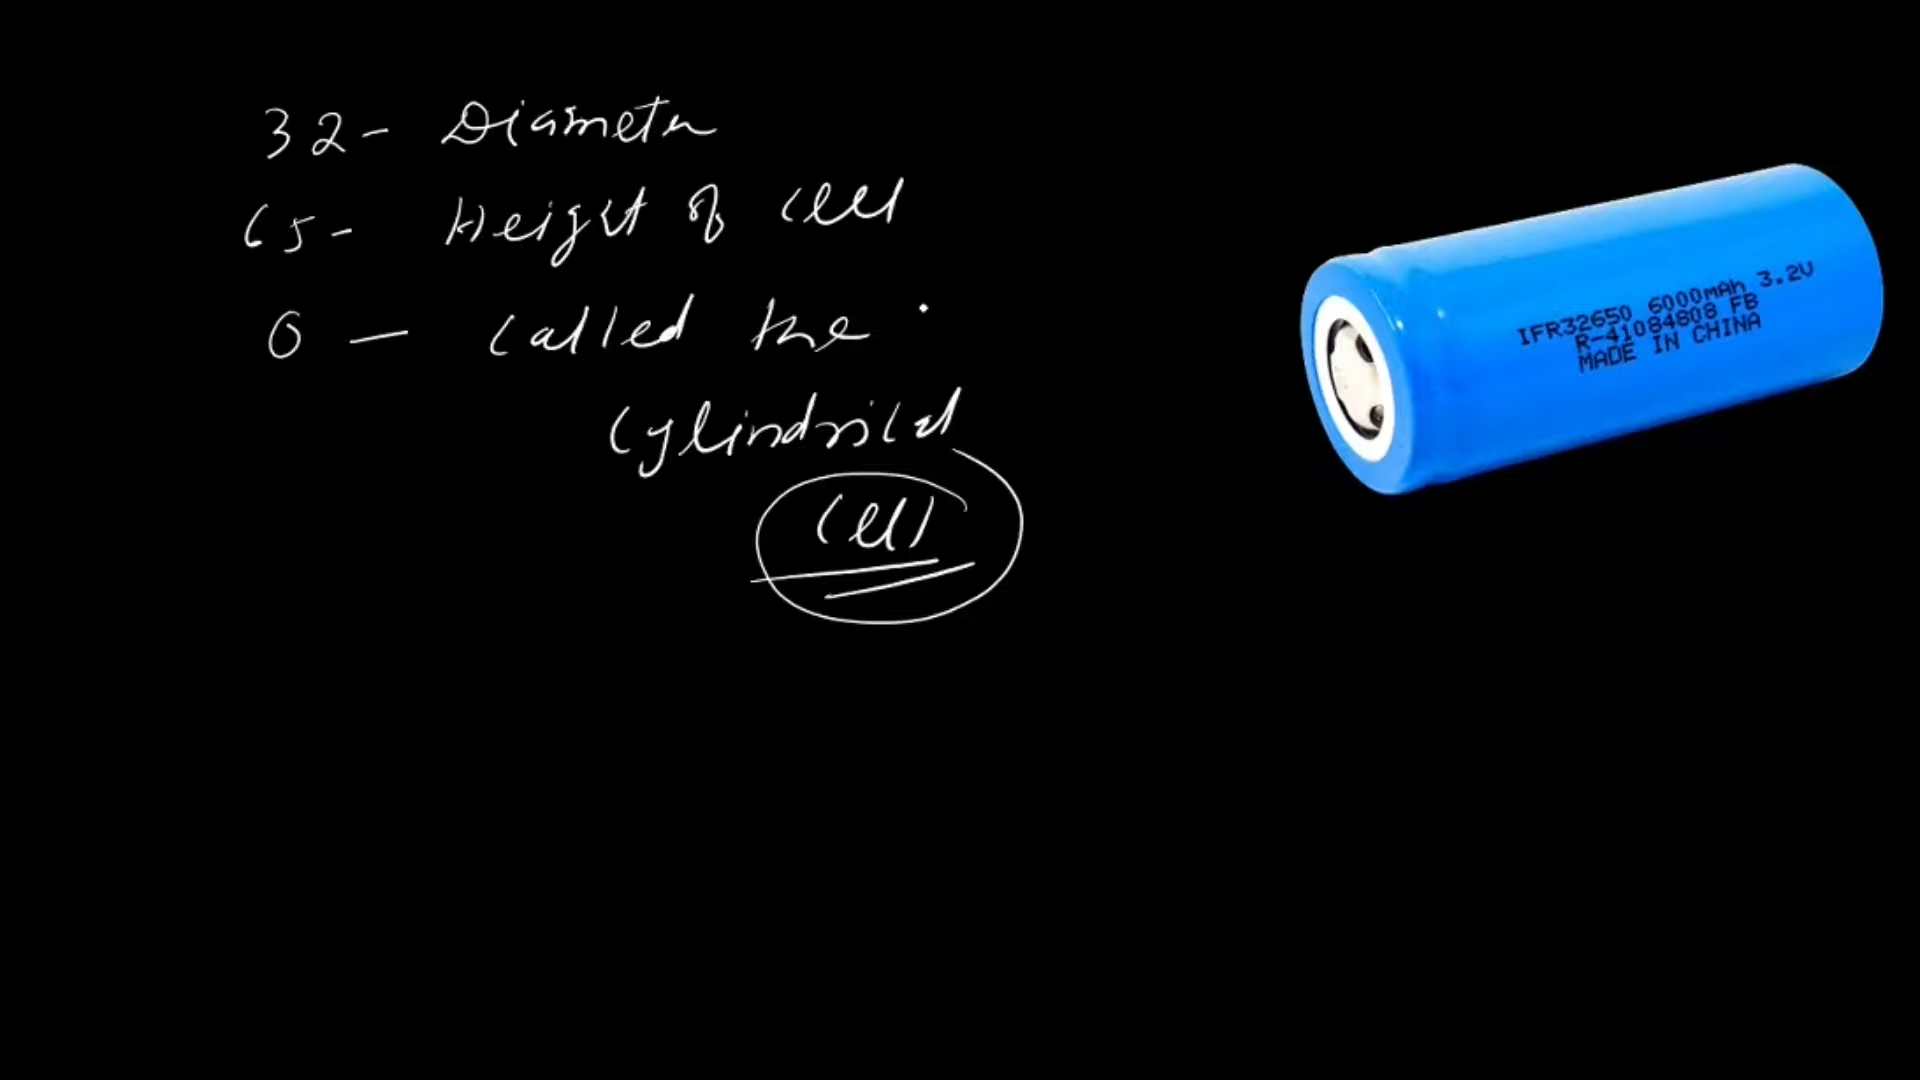 32- Diameter
65- Height of cell
0 — called the
cylindrical
cell
IFR32650 6000mAh 3.2V
R-41084808 FB
MADE IN CHINA